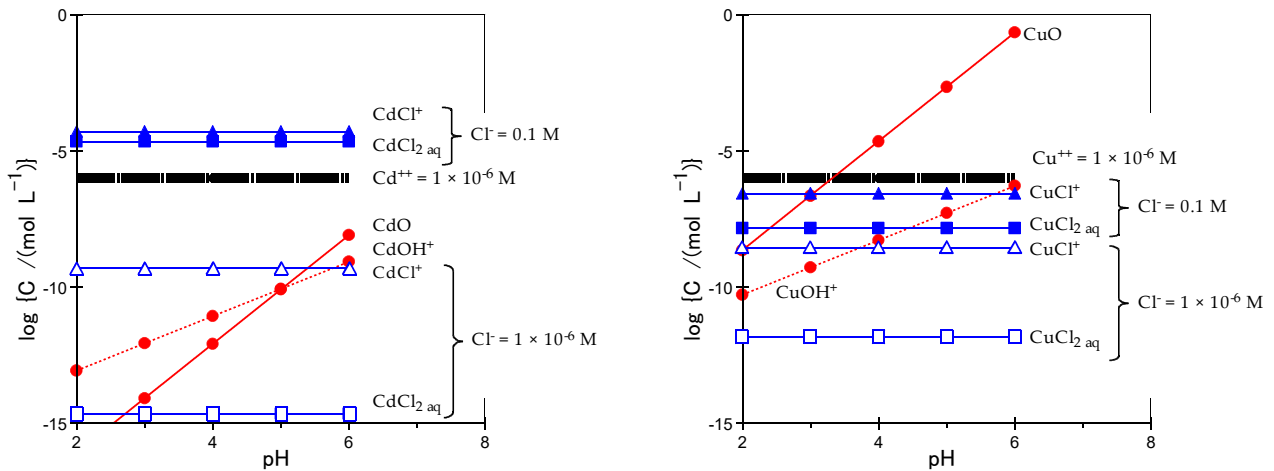 0
-5
-10
-15
2
4
6
8
pH
log {C /(mol L⁻¹)}
CdCl⁺
CdCl₂ aq
Cl⁻ = 0.1 M
Cd⁺⁺ = 1 × 10⁻⁶ M
CdO
CdOH⁺
CdCl⁺
Cl⁻ = 1 × 10⁻⁶ M
CdCl₂ aq
0
-5
-10
-15
2
4
6
8
pH
log {C /(mol L⁻¹)}
CuO
Cu⁺⁺ = 1 × 10⁻⁶ M
CuCl⁺
Cl⁻ = 0.1 M
CuCl₂ aq
CuCl⁺
CuOH⁺
Cl⁻ = 1 × 10⁻⁶ M
CuCl₂ aq